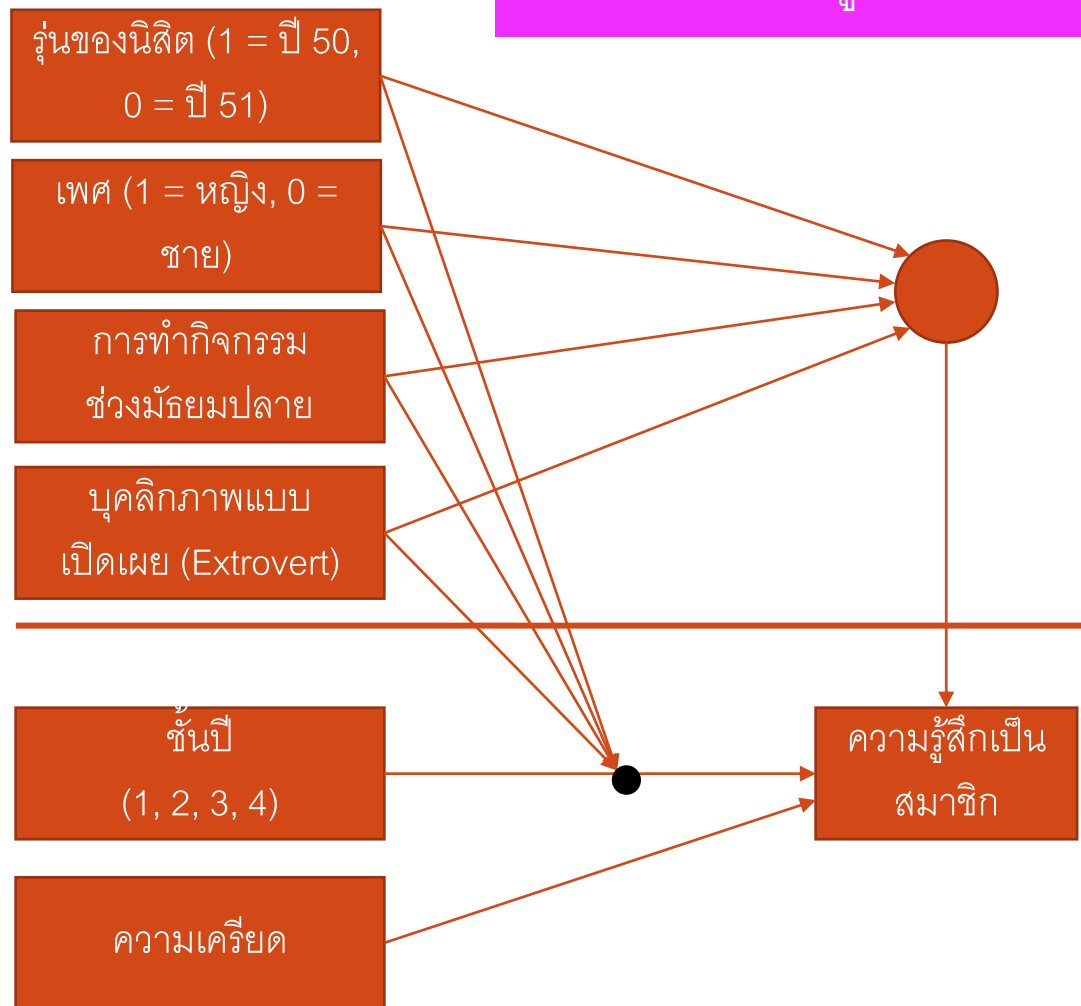 รุ่นของนิสิต (1 = ปี 50,
0 = ปี 51)
เพศ (1 = หญิง, 0 =
ชาย)
การทำกิจกรรม
ช่วงมัธยมปลาย
บุคลิกภาพแบบ
เปิดเผย (Extrovert)
ชั้นปี
(1, 2, 3, 4)
ความรู้สึกเป็น
สมาชิก
ความเครียด